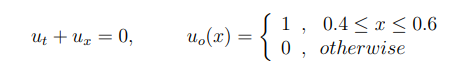 u_t + u_x = 0, u_o(x) = { 1 , 0.4 ≤ x ≤ 0.6
0 , otherwise